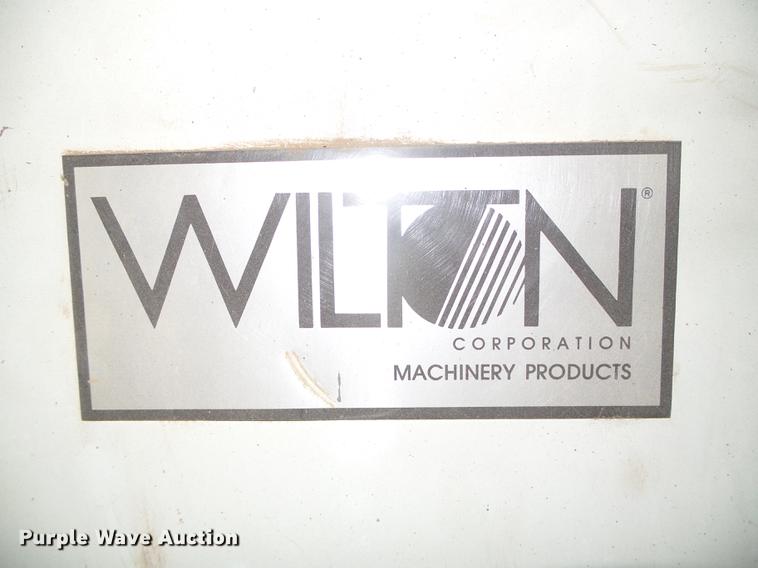 WILTON®
CORPORATION
MACHINERY PRODUCTS
Purple Wave Auction